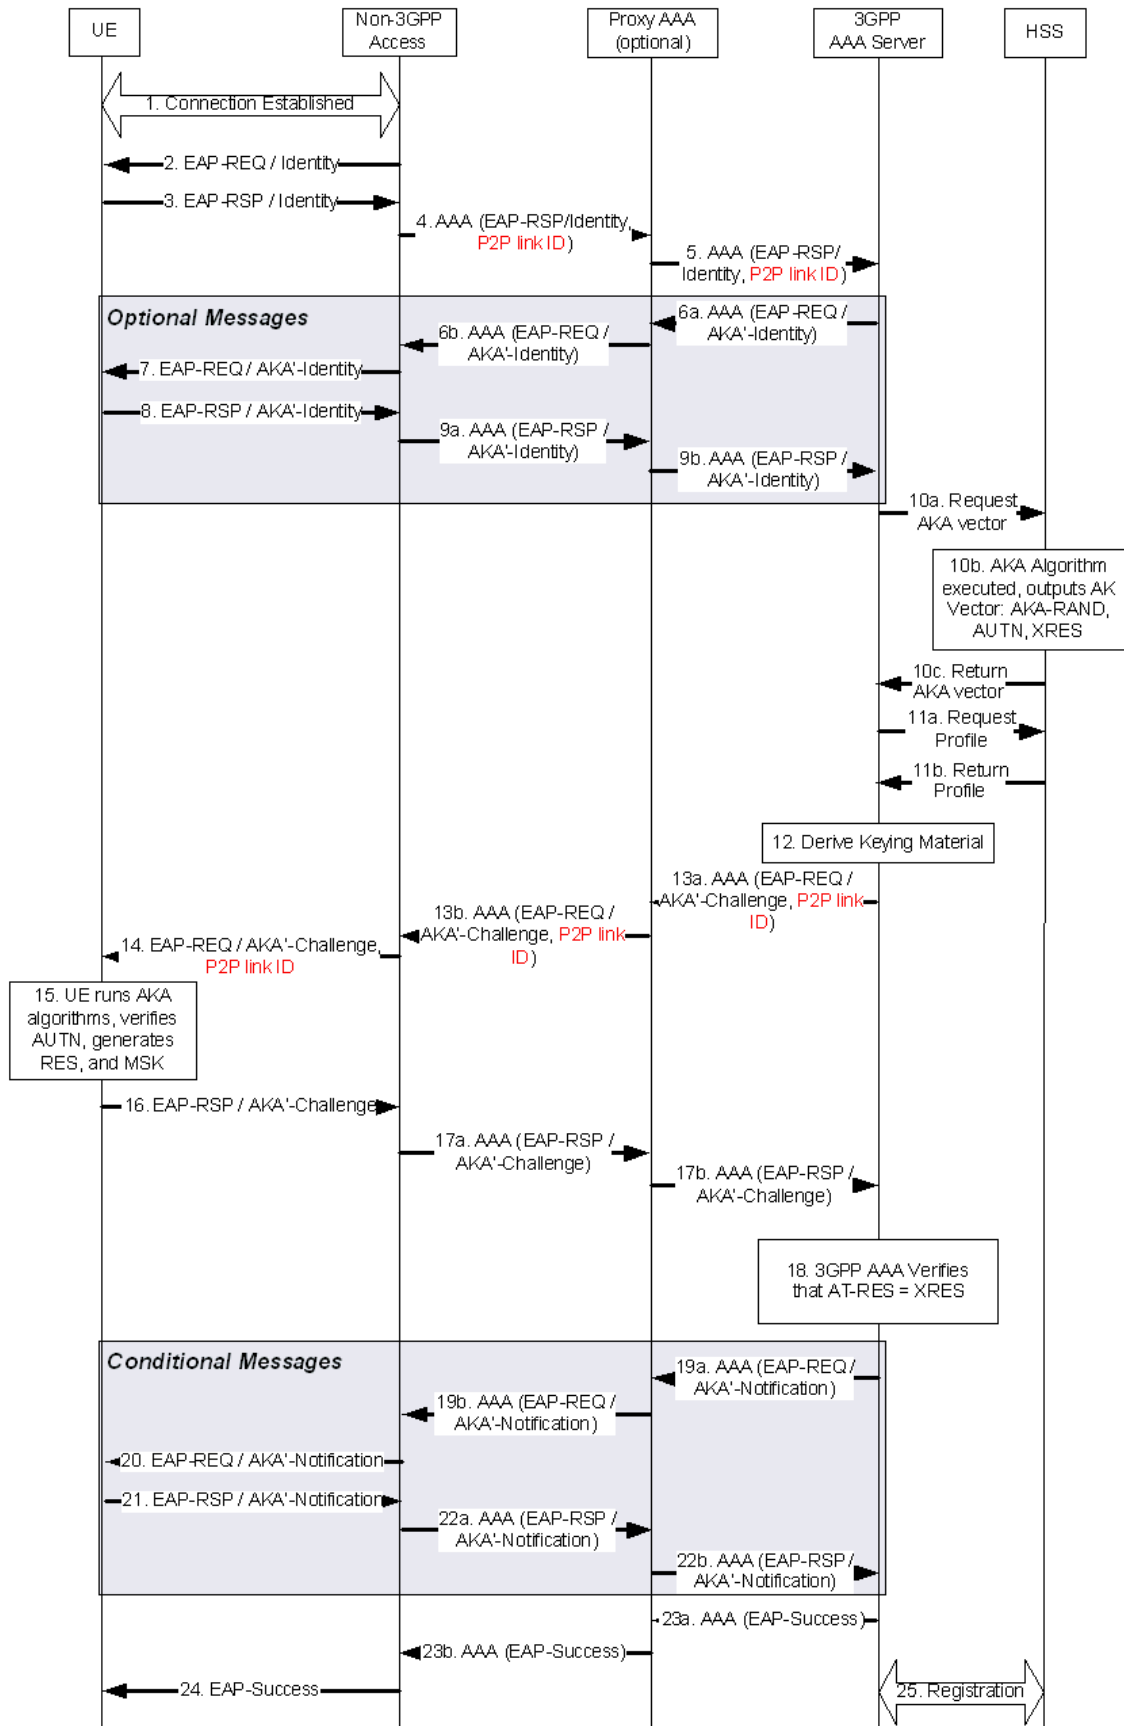 UE
Non-3GPP
Access
Proxy AAA
(optional)
3GPP
AAA Server
HSS
1. Connection Established
2. EAP-REQ / Identity
3. EAP-RSP / Identity
4. AAA (EAP-RSP/Identity,
P2P link ID)
5. AAA (EAP-RSP/
Identity, P2P link ID)
Optional Messages
6a. AAA (EAP-REQ /
AKA'-Identity)
6b. AAA (EAP-REQ /
AKA'-Identity)
7. EAP-REQ / AKA'-Identity
8. EAP-RSP / AKA'-Identity
9a. AAA (EAP-RSP /
AKA'-Identity)
9b. AAA (EAP-RSP /
AKA'-Identity)
10a. Request
AKA vector
10b. AKA Algorithm
executed, outputs AK
Vector: AKA-RAND,
AUTN, XRES
10c. Return
AKA vector
11a. Request
Profile
11b. Return
Profile
12. Derive Keying Material
13a. AAA (EAP-REQ /
AKA'-Challenge, P2P link
ID)
13b. AAA (EAP-REQ /
AKA'-Challenge, P2P link
ID)
14. EAP-REQ / AKA'-Challenge,
P2P link ID
15. UE runs AKA
algorithms, verifies
AUTN, generates
RES, and MSK
16. EAP-RSP / AKA'-Challenge
17a. AAA (EAP-RSP /
AKA'-Challenge)
17b. AAA (EAP-RSP /
AKA'-Challenge)
18. 3GPP AAA Verifies
that AT-RES = XRES
Conditional Messages
19a. AAA (EAP-REQ /
AKA'-Notification)
19b. AAA (EAP-REQ /
AKA'-Notification)
20. EAP-REQ / AKA'-Notification
21. EAP-RSP / AKA'-Notification
22a. AAA (EAP-RSP /
AKA'-Notification)
22b. AAA (EAP-RSP /
AKA'-Notification)
23a. AAA (EAP-Success)
23b. AAA (EAP-Success)
24. EAP-Success
25. Registration